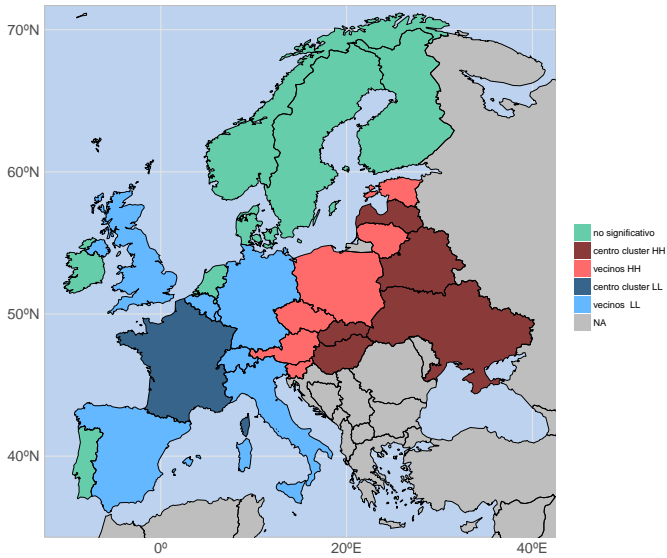 70ºN
60ºN
50ºN
40ºN
0º
20ºE
40ºE
no significativo
centro cluster HH
vecinos HH
centro cluster LL
vecinos  LL
NA